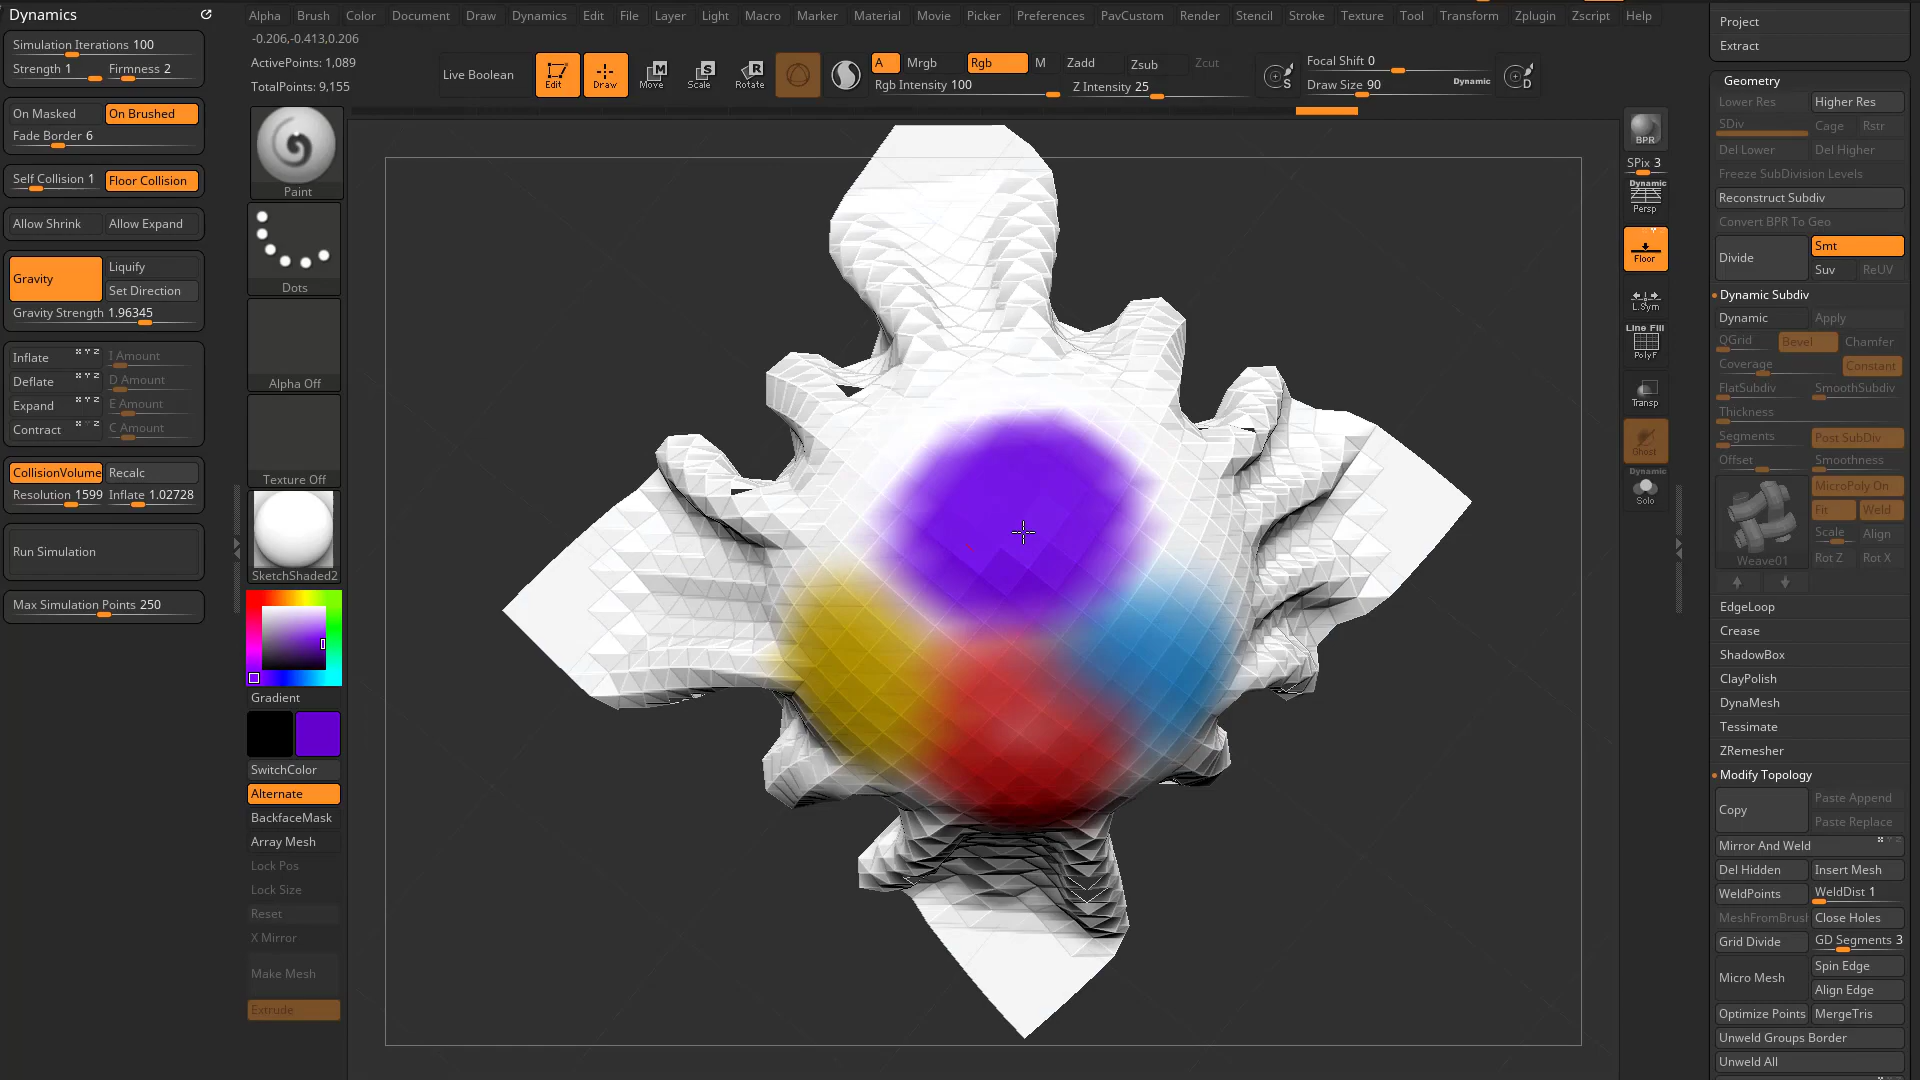 Dynamics
Simulation Iterations 100
Strength 1 Firmness 2
On Masked On Brushed
Fade Border 6
Self Collision 1 Floor Collision
Allow Shrink Allow Expand
Gravity Liquify
Set Direction
Gravity Strength 1.96345
Inflate x Y Z I Amount
Deflate x Y Z D Amount
Expand x Y Z E Amount
Contract x Y Z C Amount
CollisionVolume Recalc
Resolution 1599 Inflate 1.02728
Run Simulation
Max Simulation Points 250
Alpha Brush Color Document Draw Dynamics Edit File Layer Light Macro Marker Material Movie Picker Preferences PavCustom Render Stencil Stroke Texture Tool Transform Zplugin Zscript Help
-0.206,-0.413,0.206
ActivePoints: 1,089
TotalPoints: 9,155
Live Boolean
Edit Draw Move Scale Rotate
A Mrgb Rgb M Zadd Zsub Zcut
Rgb Intensity 100 Z Intensity 25
Focal Shift 0
Draw Size 90 Dynamic
S D
Paint
Dots
Alpha Off
Texture Off
SketchShaded2
Gradient
SwitchColor
Alternate
BackfaceMask
Array Mesh
Lock Pos
Lock Size
Reset
X Mirror
Make Mesh
Extrude
BPR
SPix 3
Dynamic
Persp
Floor
L.Sym
Line Fill
PolyF
Transp
Ghost
Dynamic
Solo
Project
Extract
Geometry
Lower Res Higher Res
SDiv Cage Rstr
Del Lower Del Higher
Freeze SubDivision Levels
Reconstruct Subdiv
Convert BPR To Geo
Divide Smt
Suv ReUV
Dynamic Subdiv
Dynamic Apply
QGrid Bevel Chamfer
Coverage Constant
FlatSubdiv SmoothSubdiv
Thickness
Segments Post SubDiv
Offset Smoothness
MicroPoly On
Fit Weld
Scale Align
Weave01 Rot Z Rot X
EdgeLoop
Crease
ShadowBox
ClayPolish
DynaMesh
Tessimate
ZRemesher
Modify Topology
Copy Paste Append
Paste Replace
Mirror And Weld
Del Hidden Insert Mesh
WeldPoints WeldDist 1
MeshFromBrush Close Holes
Grid Divide GD Segments 3
Micro Mesh Spin Edge
Align Edge
Optimize Points MergeTris
Unweld Groups Border
Unweld All